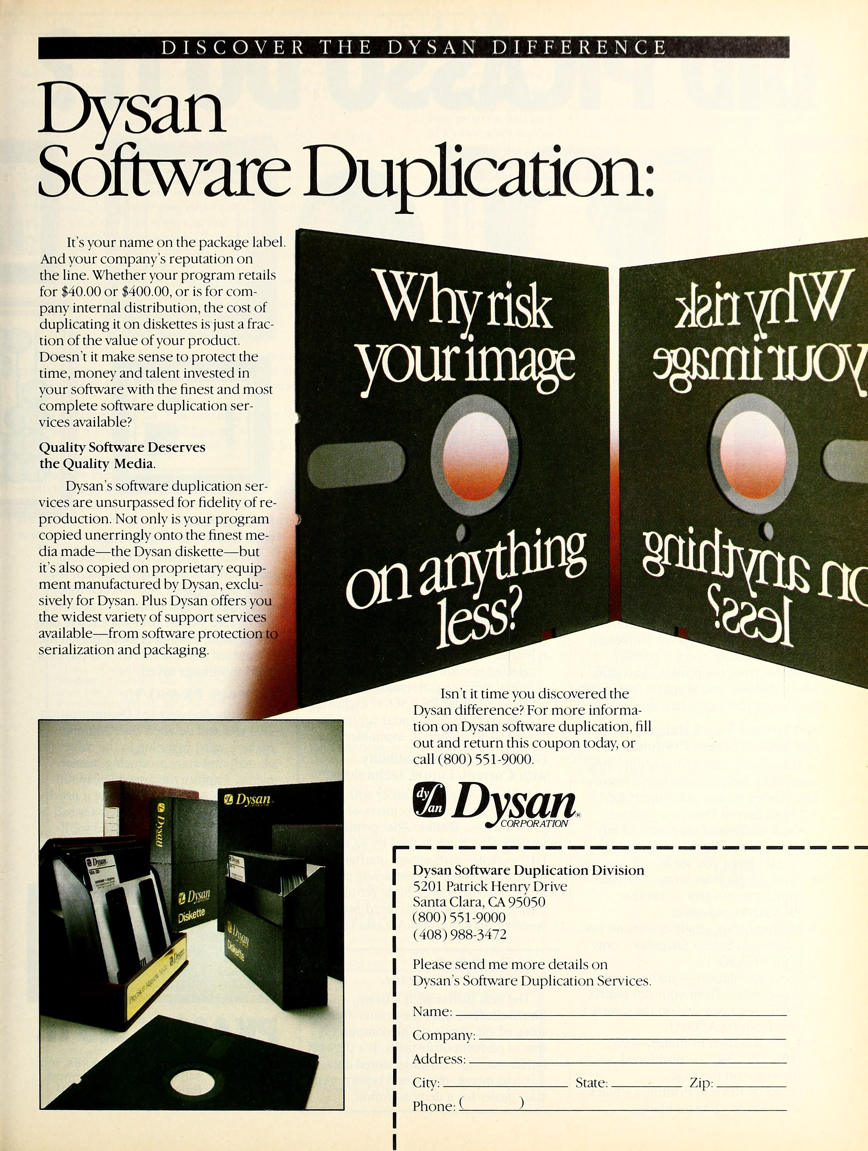 DISCOVER THE DYSAN DIFFERENCE
Dysan
Software Duplication:
It's your name on the package label.
And your company's reputation on
the line. Whether your program retails
for $40.00 or $400.00, or is for com-
pany internal distribution, the cost of
duplicating it on diskettes is just a frac-
tion of the value of your product.
Doesn't it make sense to protect the
time, money and talent invested in
your software with the finest and most
complete software duplication ser-
vices available?
Quality Software Deserves
the Quality Media.
Dysan's software duplication ser-
vices are unsurpassed for fidelity of re-
production. Not only is your program
copied unerringly onto the finest me-
dia made—the Dysan diskette—but
it's also copied on proprietary equip-
ment manufactured by Dysan, exclu-
sively for Dysan. Plus Dysan offers you
the widest variety of support services
available—from software protection to
serialization and packaging.
Why risk
your image
on anything
less?
Why risk
your image
on anything
less?
Isn't it time you discovered the
Dysan difference? For more informa-
tion on Dysan software duplication, fill
out and return this coupon today, or
call (800) 551-9000.
dy
san
Dysan®
CORPORATION
Dysan
Dysan
Dysan
Dysan
Diskette
Dysan
Dysan
Diskette
Dysan
Dysan Software Duplication Division
5201 Patrick Henry Drive
Santa Clara, CA 95050
(800) 551-9000
(408) 988-3472
Please send me more details on
Dysan's Software Duplication Services.
Name:
Company:
Address:
City: State: Zip:
Phone: ( )